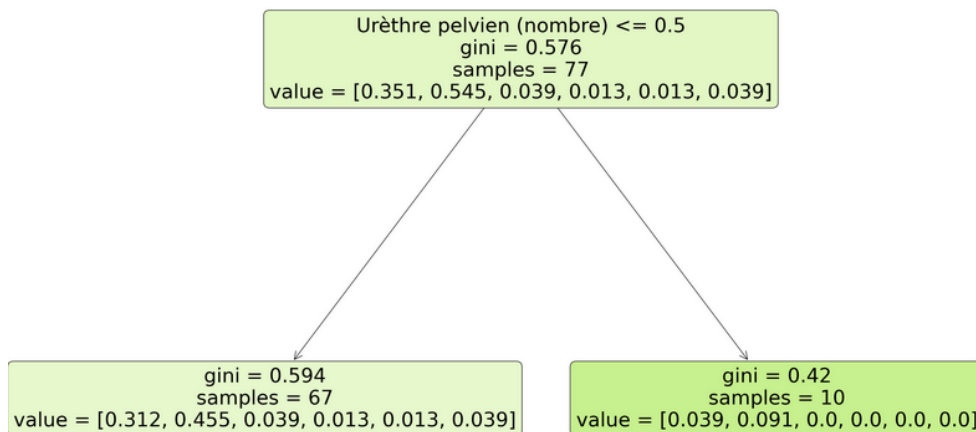 Urèthre pelvien (nombre) <= 0.5
gini = 0.576
samples = 77
value = [0.351, 0.545, 0.039, 0.013, 0.013, 0.039]
gini = 0.594
samples = 67
value = [0.312, 0.455, 0.039, 0.013, 0.013, 0.039]
gini = 0.42
samples = 10
value = [0.039, 0.091, 0.0, 0.0, 0.0, 0.0]